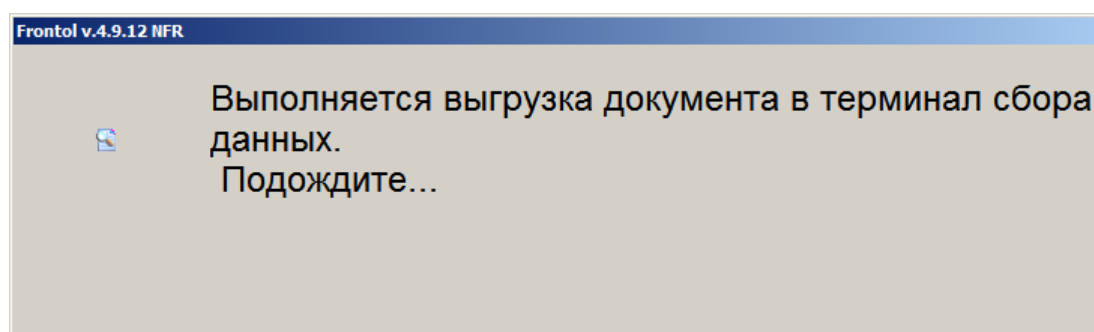 Frontol v.4.9.12 NFR
Выполняется выгрузка документа в терминал сбора
данных.
Подождите...